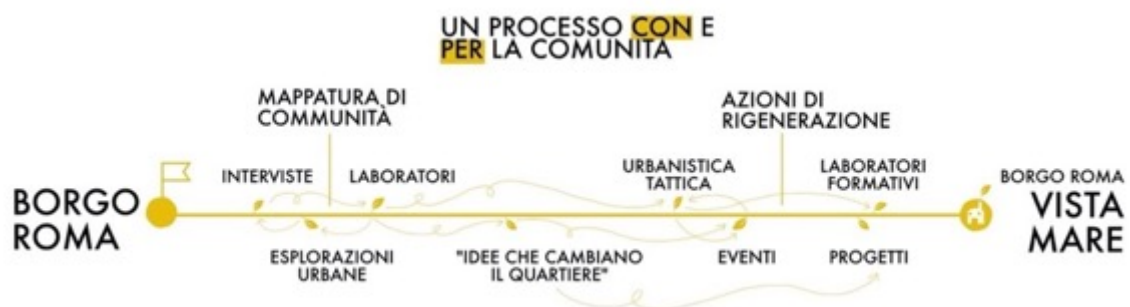 UN PROCESSO CON E
PER LA COMUNITÀ
MAPPATURA DI
COMMUNITÀ
AZIONI DI
RIGENERAZIONE
INTERVISTE
LABORATORI
URBANISTICA
TATTICA
LABORATORI
FORMATIVI
BORGO
ROMA
BORGO ROMA
VISTA
MARE
ESPLORAZIONI
URBANE
"IDEE CHE CAMBIANO
IL QUARTIERE"
EVENTI
PROGETTI